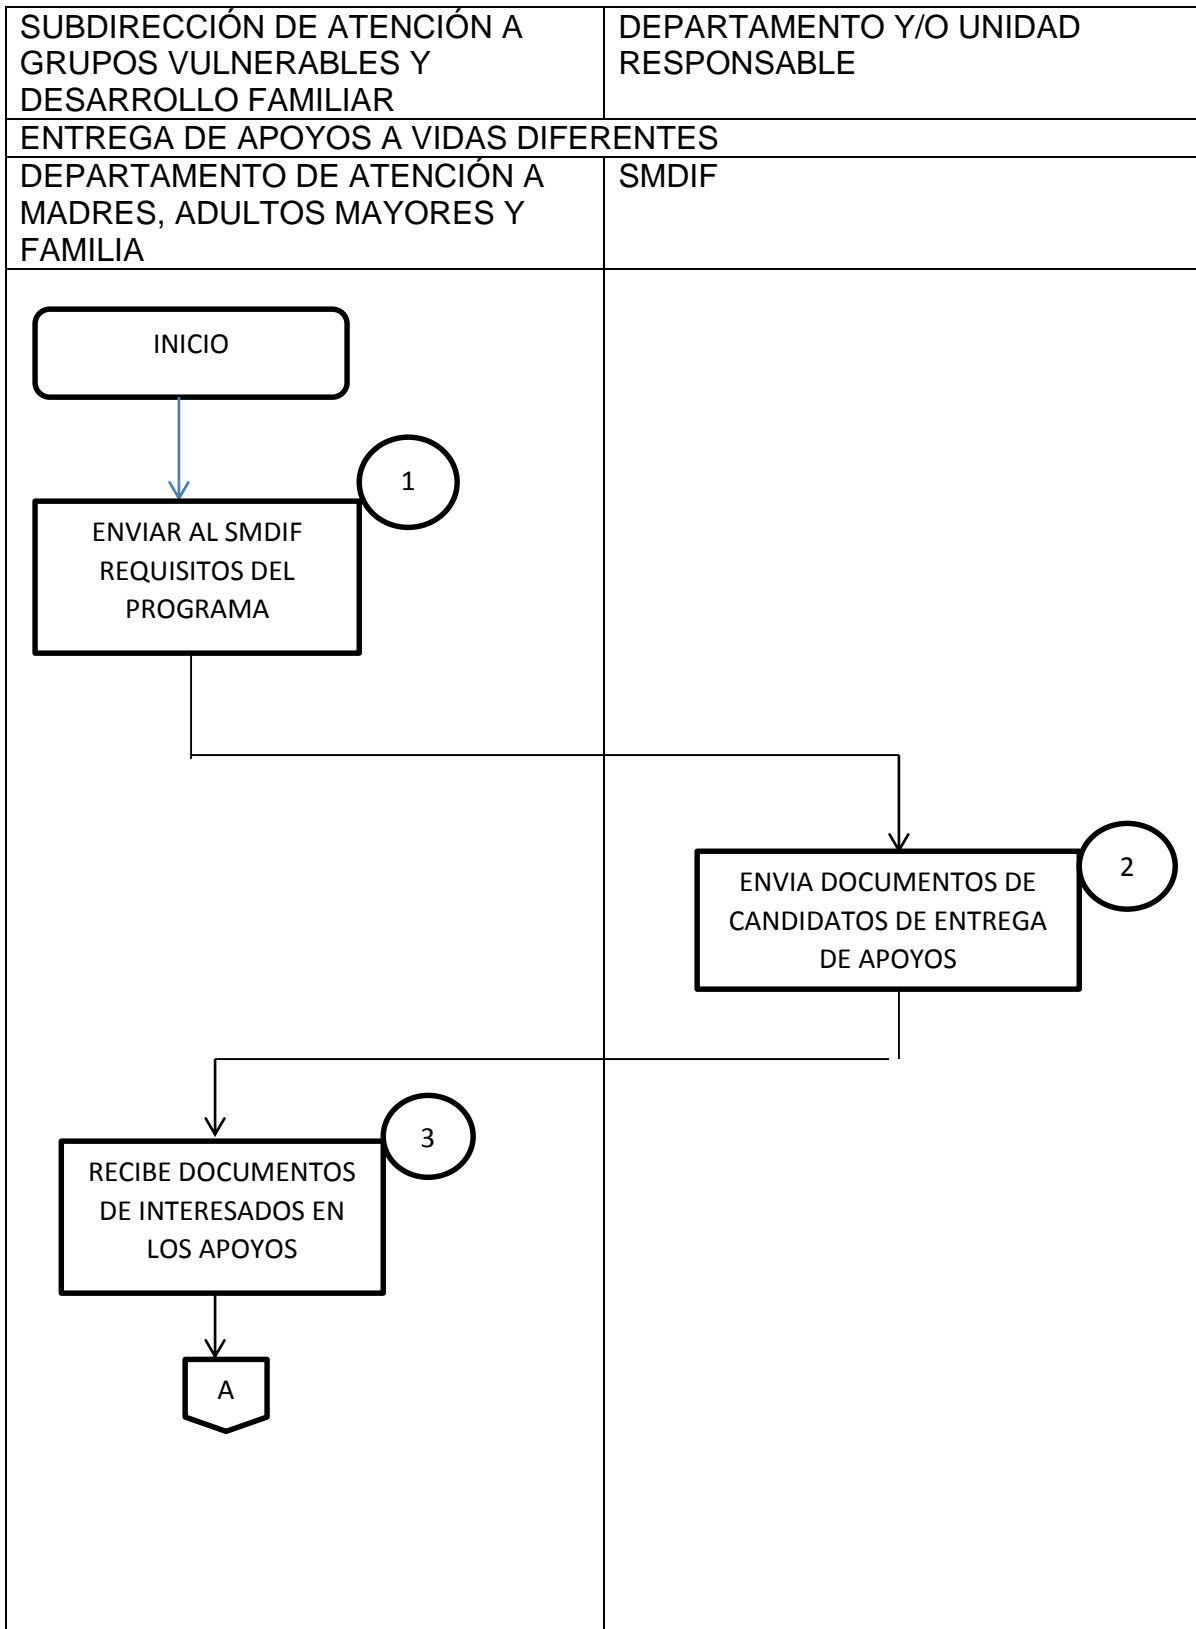 SUBDIRECCIÓN DE ATENCIÓN A
GRUPOS VULNERABLES Y
DESARROLLO FAMILIAR
DEPARTAMENTO Y/O UNIDAD
RESPONSABLE
ENTREGA DE APOYOS A VIDAS DIFERENTES
DEPARTAMENTO DE ATENCIÓN A
MADRES, ADULTOS MAYORES Y
FAMILIA
SMDIF
INICIO
1
ENVIAR AL SMDIF
REQUISITOS DEL
PROGRAMA
2
ENVIA DOCUMENTOS DE
CANDIDATOS DE ENTREGA
DE APOYOS
3
RECIBE DOCUMENTOS
DE INTERESADOS EN
LOS APOYOS
A